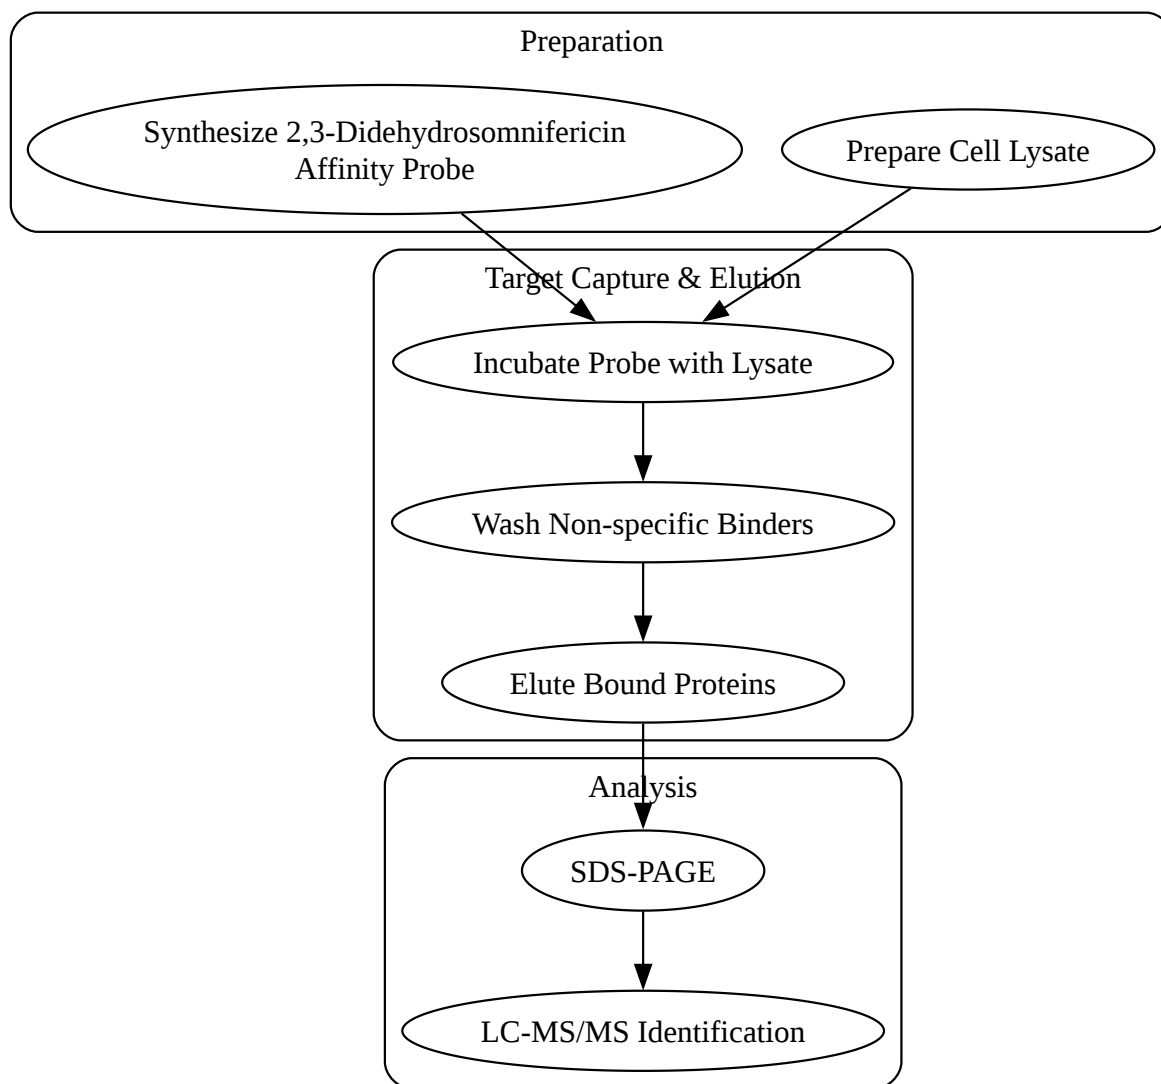 Preparation
Synthesize 2,3-Didehydrosomnifericin
Affinity Probe
Prepare Cell Lysate
Target Capture & Elution
Incubate Probe with Lysate
Wash Non-specific Binders
Elute Bound Proteins
Analysis
SDS-PAGE
LC-MS/MS Identification